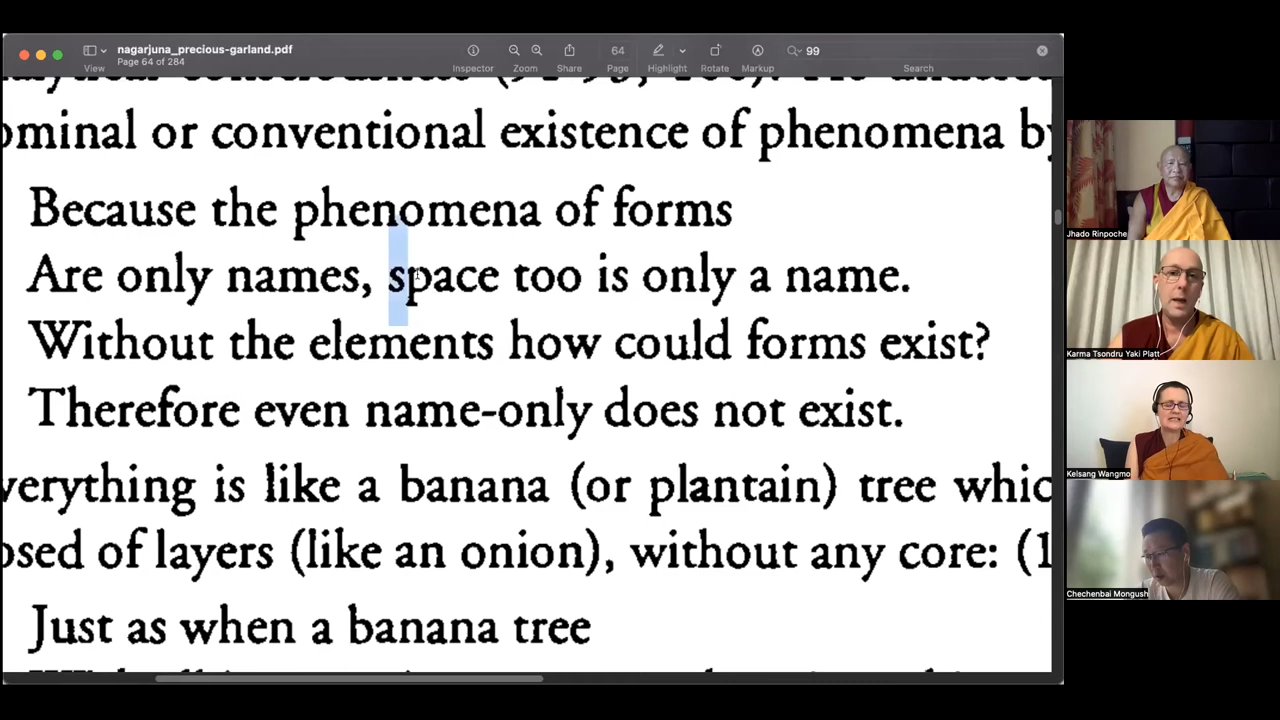 nagarjuna_precious-garland.pdf
Page 64 of 284
View
Inspector
Zoom
Share
64
Page
Highlight
Rotate
Markup
99
Search
ominal or conventional existence of phenomena by
Because the phenomena of forms
Are only names, space too is only a name.
Without the elements how could forms exist?
Therefore even name-only does not exist.
verything is like a banana (or plantain) tree whic
osed of layers (like an onion), without any core: (1
Just as when a banana tree
Jhado Rinpoche
Karma Tsondru Yaki Platt
Kelsang Wangmo
Chechenbai Mongush